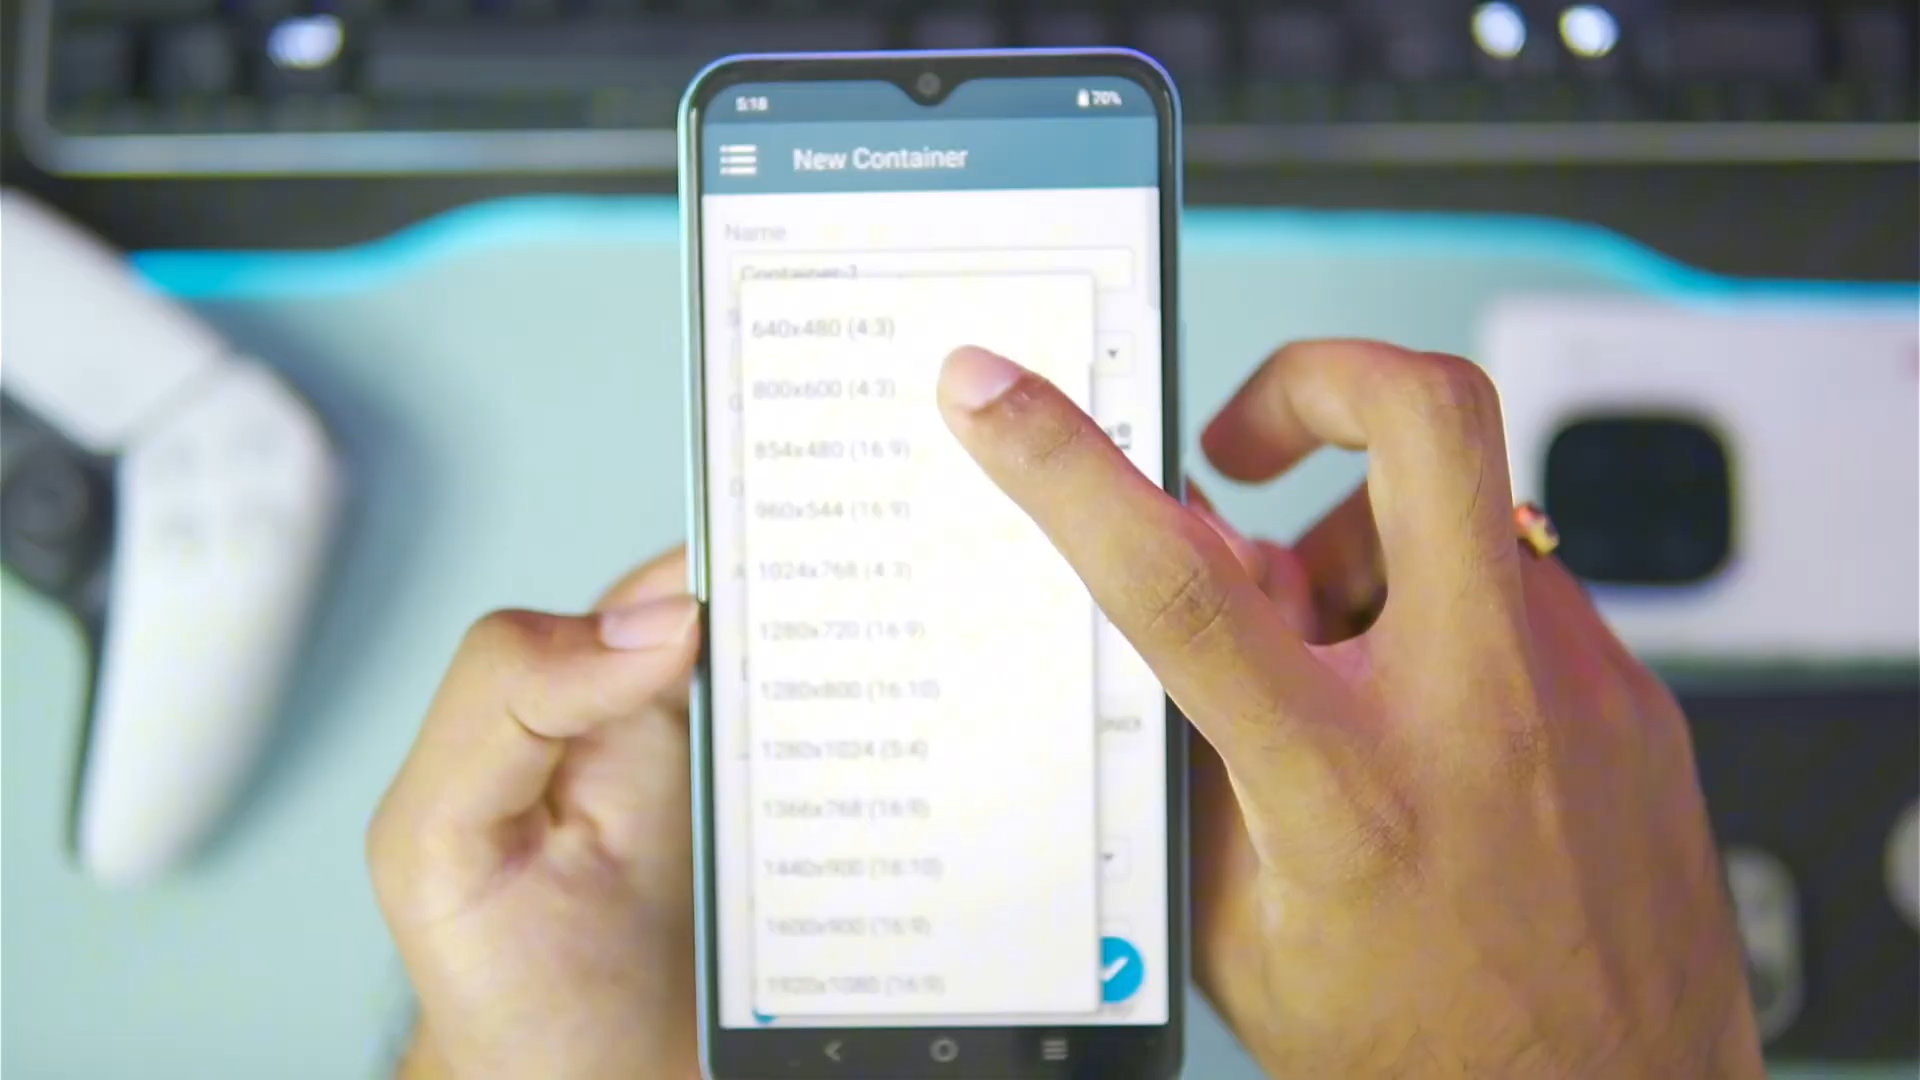 5:18
70%
New Container
Name
Container-1
640x480 (4:3)
800x600 (4:3)
854x480 (16:9)
960x544 (16:9)
1024x768 (4:3)
1280x720 (16:9)
1280x800 (16:10)
1280x1024 (5:4)
1366x768 (16:9)
1440x900 (16:10)
1600x900 (16:9)
1920x1080 (16:9)